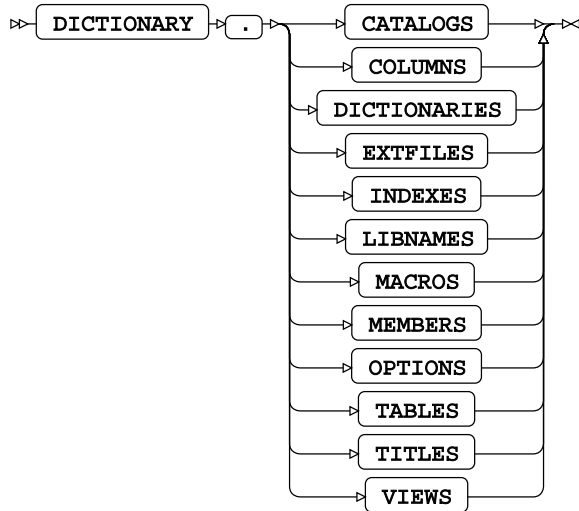 DICTIONARY . CATALOGS
COLUMNS
DICTIONARIES
EXTFILES
INDEXES
LIBNAMES
MACROS
MEMBERS
OPTIONS
TABLES
TITLES
VIEWS